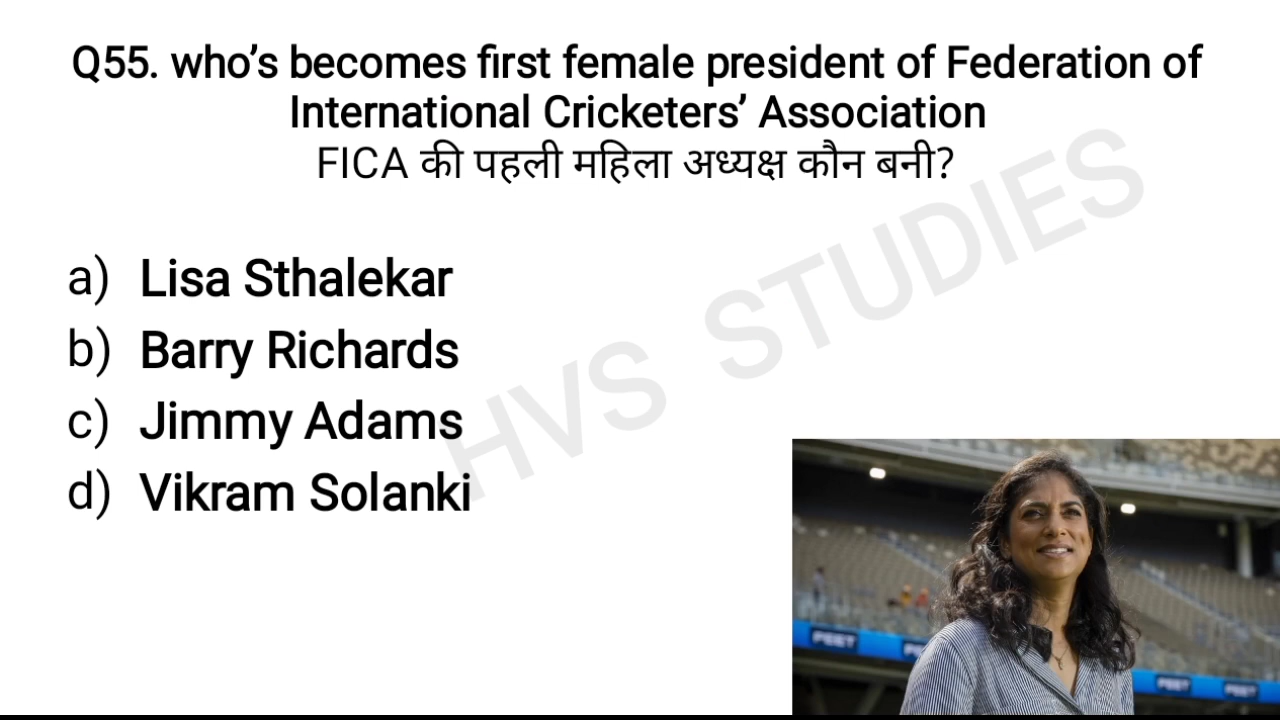 Q55. who’s becomes first female president of Federation of
International Cricketers’ Association
FICA की पहली महिला अध्यक्ष कौन बनी?
a) Lisa Sthalekar
b) Barry Richards
c) Jimmy Adams
d) Vikram Solanki
HVS STUDIES